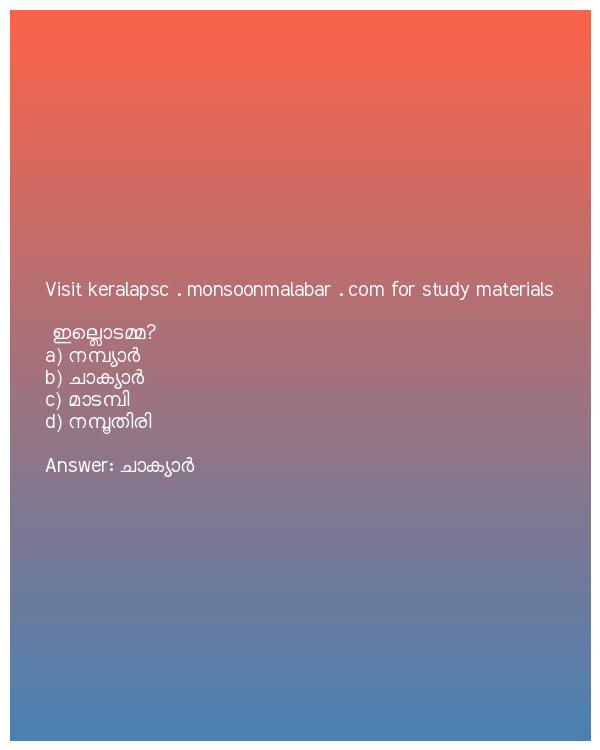 Visit keralapsc . monsoonmalabar . com for study materials
ഇല്ലൊടമ്മ?
a) നമ്പ്യാർ
b) ചാക്യാർ
c) മാടമ്പി
d) നമ്പൂതിരി
Answer: ചാക്യാർ